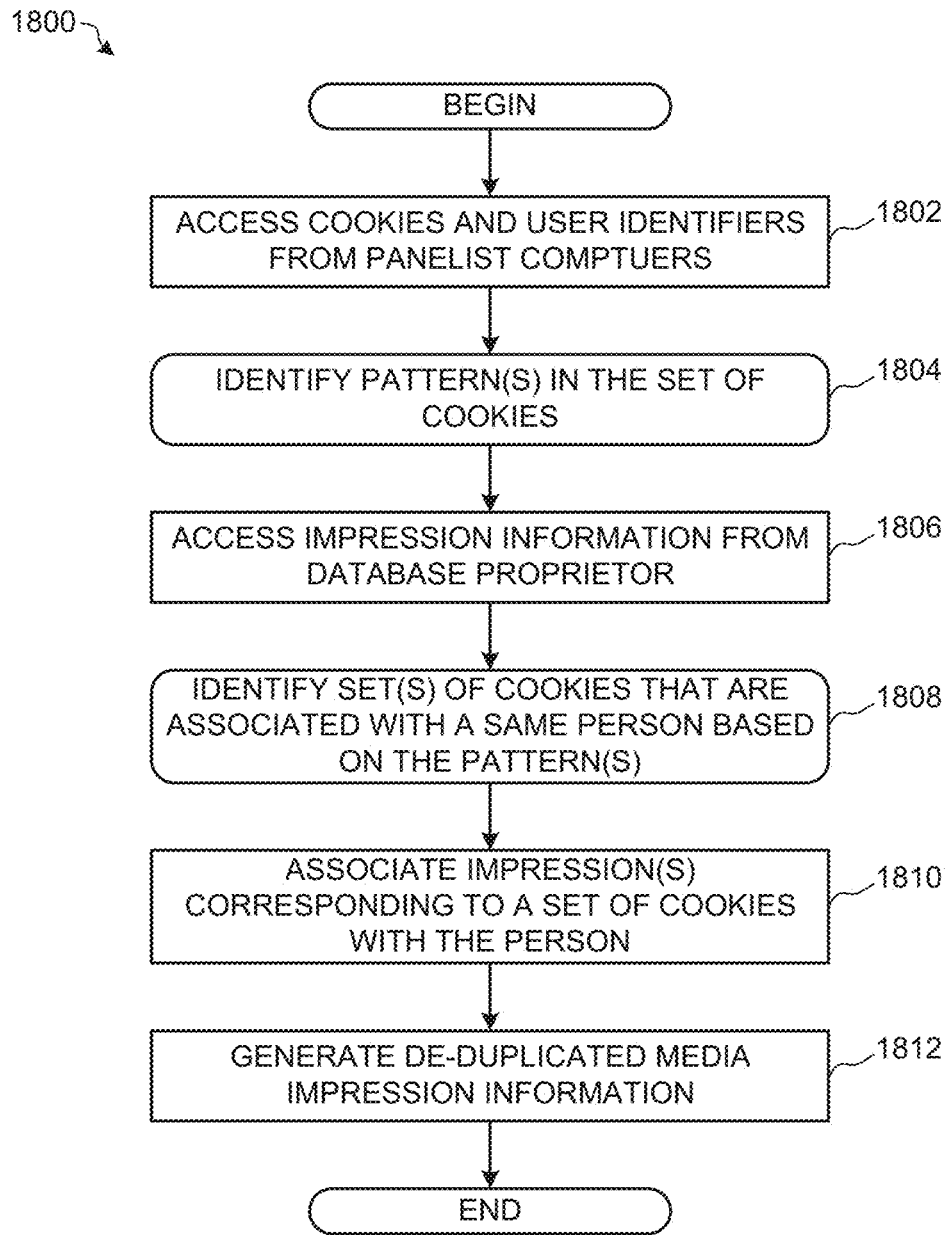 1800
BEGIN
ACCESS COOKIES AND USER IDENTIFIERS
FROM PANELIST COMPTUERS
1802
IDENTIFY PATTERN(S) IN THE SET OF
COOKIES
1804
ACCESS IMPRESSION INFORMATION FROM
DATABASE PROPRIETOR
1806
IDENTIFY SET(S) OF COOKIES THAT ARE
ASSOCIATED WITH A SAME PERSON BASED
ON THE PATTERN(S)
1808
ASSOCIATE IMPRESSION(S)
CORRESPONDING TO A SET OF COOKIES
WITH THE PERSON
1810
GENERATE DE-DUPLICATED MEDIA
IMPRESSION INFORMATION
1812
END